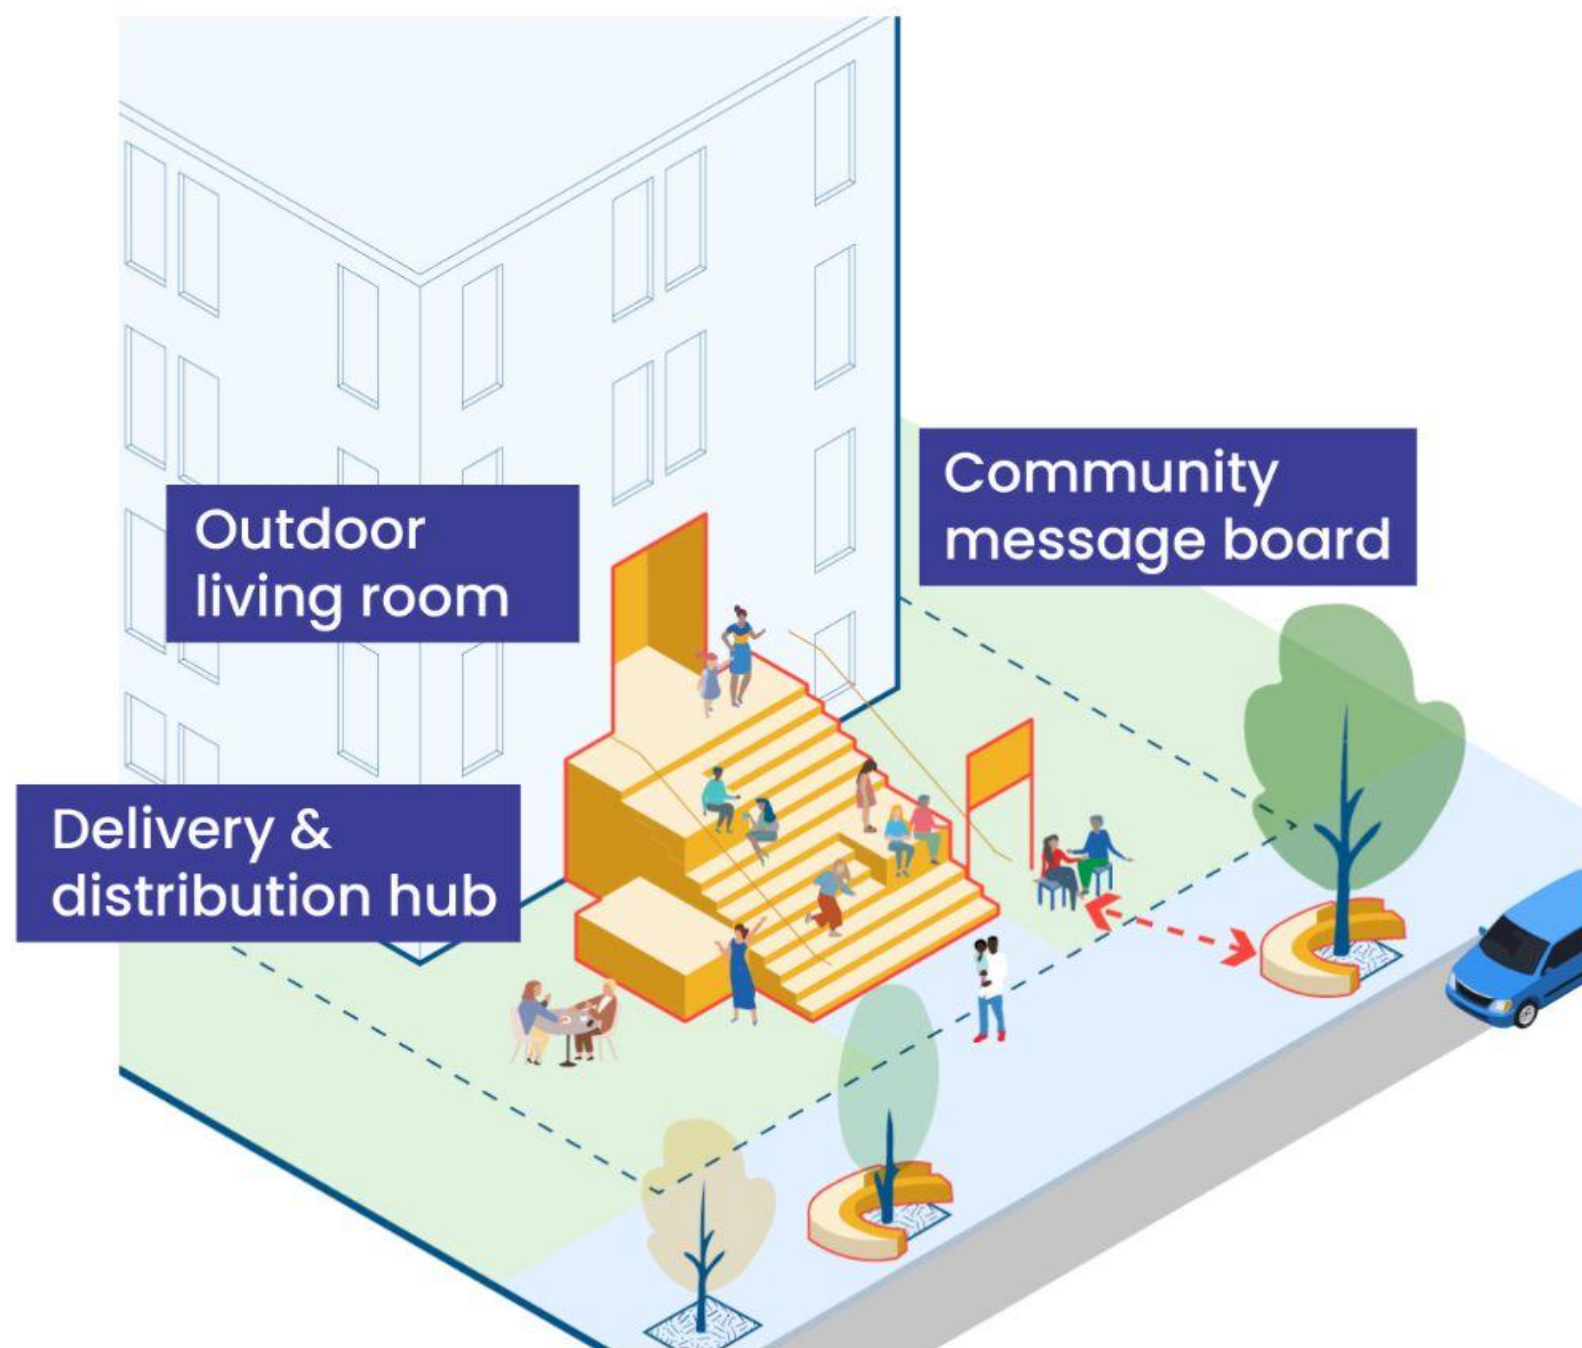 Outdoor
living room
Community
message board
Delivery &
distribution hub